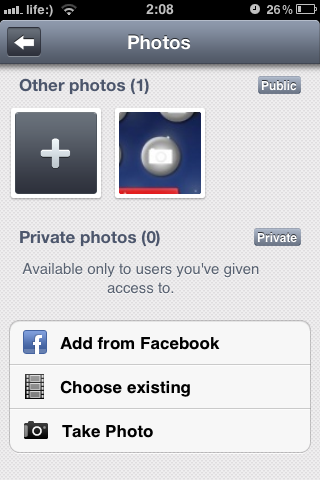 life:) 2:08 26%
Photos
Other photos (1) Public
Private photos (0) Private
Available only to users you've given
access to.
Add from Facebook
Choose existing
Take Photo